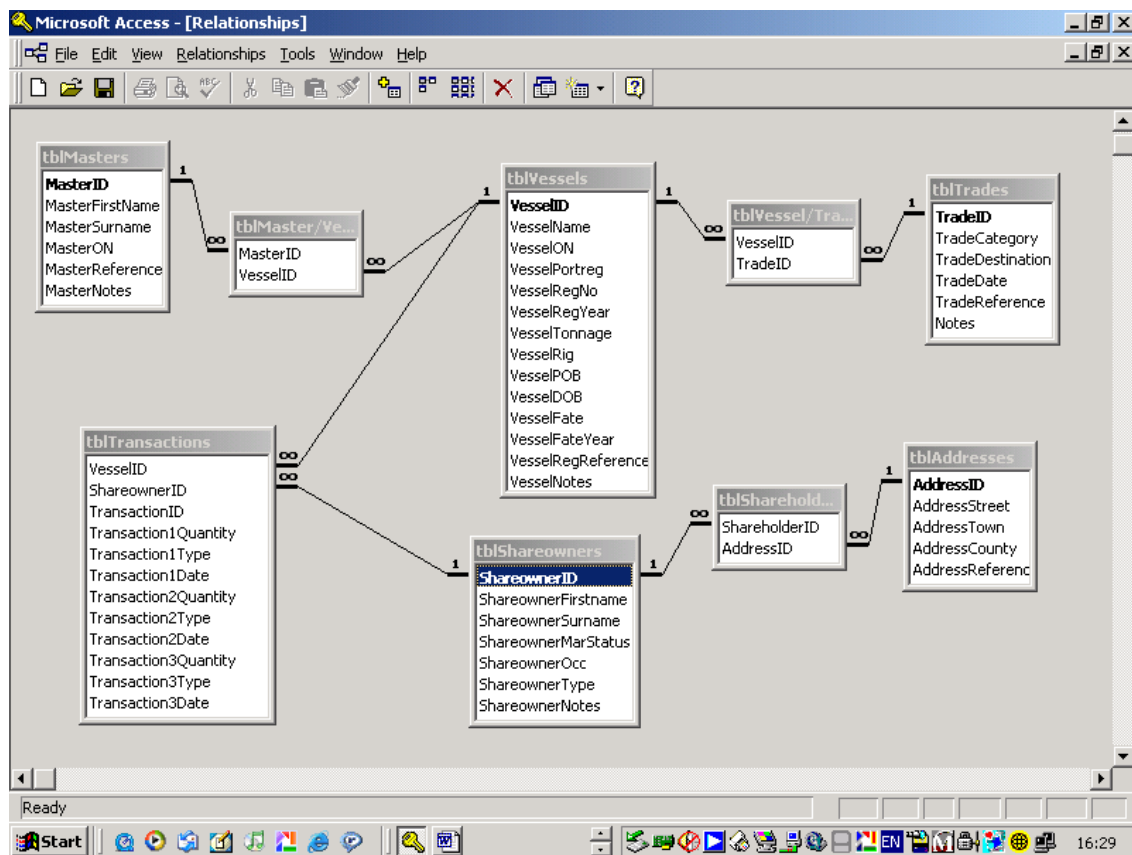 Microsoft Access - [Relationships]
File Edit View Relationships Tools Window Help
tblMasters
MasterID
MasterFirstName
MasterSurname
MasterON
MasterReference
MasterNotes
1
∞
tblMaster/Ve...
MasterID
VesselID
∞
1
tblVessels
VesselID
VesselName
VesselON
VesselPortreg
VesselRegNo
VesselRegYear
VesselTonnage
VesselRig
VesselPOB
VesselDOB
VesselFate
VesselFateYear
VesselRegReference
VesselNotes
1
∞
tblVessel/Tra...
VesselID
TradeID
∞
1
tblTrades
TradeID
TradeCategory
TradeDestination
TradeDate
TradeReference
Notes
tblTransactions
VesselID
ShareownerID
TransactionID
Transaction1Quantity
Transaction1Type
Transaction1Date
Transaction2Quantity
Transaction2Type
Transaction2Date
Transaction3Quantity
Transaction3Type
Transaction3Date
∞
∞
1
tblShareowners
ShareownerID
ShareownerFirstname
ShareownerSurname
ShareownerMarStatus
ShareownerOcc
ShareownerType
ShareownerNotes
1
∞
tblSharehold...
ShareholderID
AddressID
∞
1
tblAddresses
AddressID
AddressStreet
AddressTown
AddressCounty
AddressReferenc
Ready
Start
EN
16:29